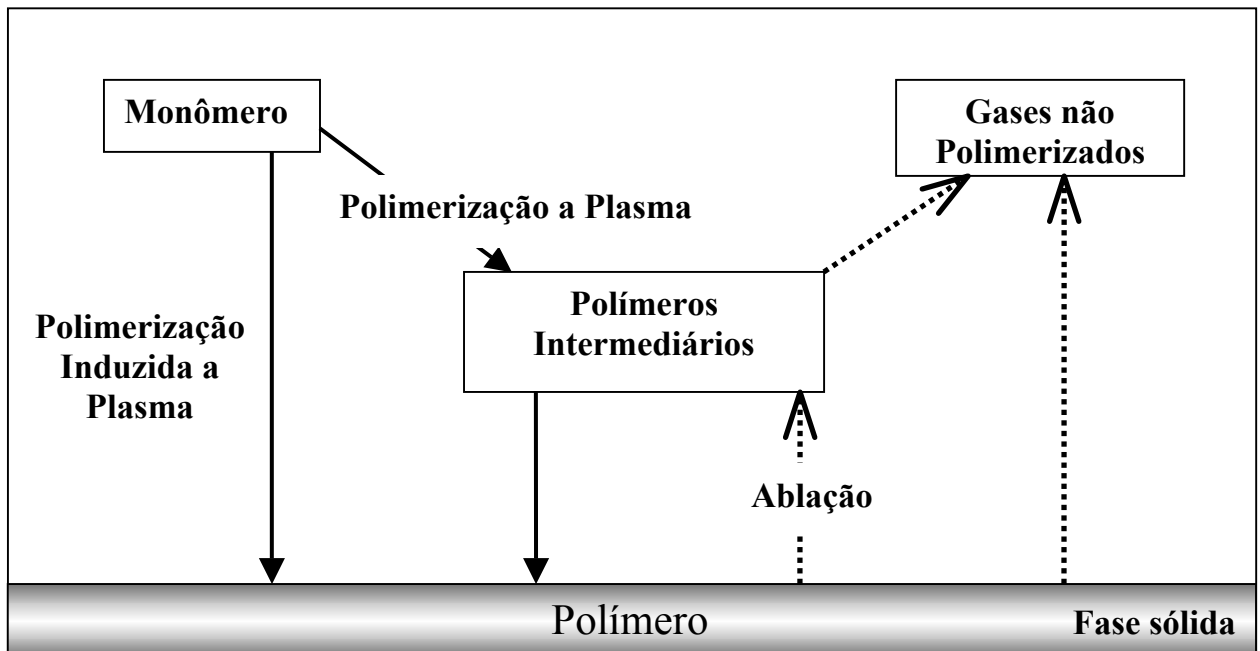 Monômero
Gases não
Polimerizados
Polimerização a Plasma
Polímeros
Intermediários
Polimerização
Induzida a
Plasma
Ablação
Polímero
Fase sólida